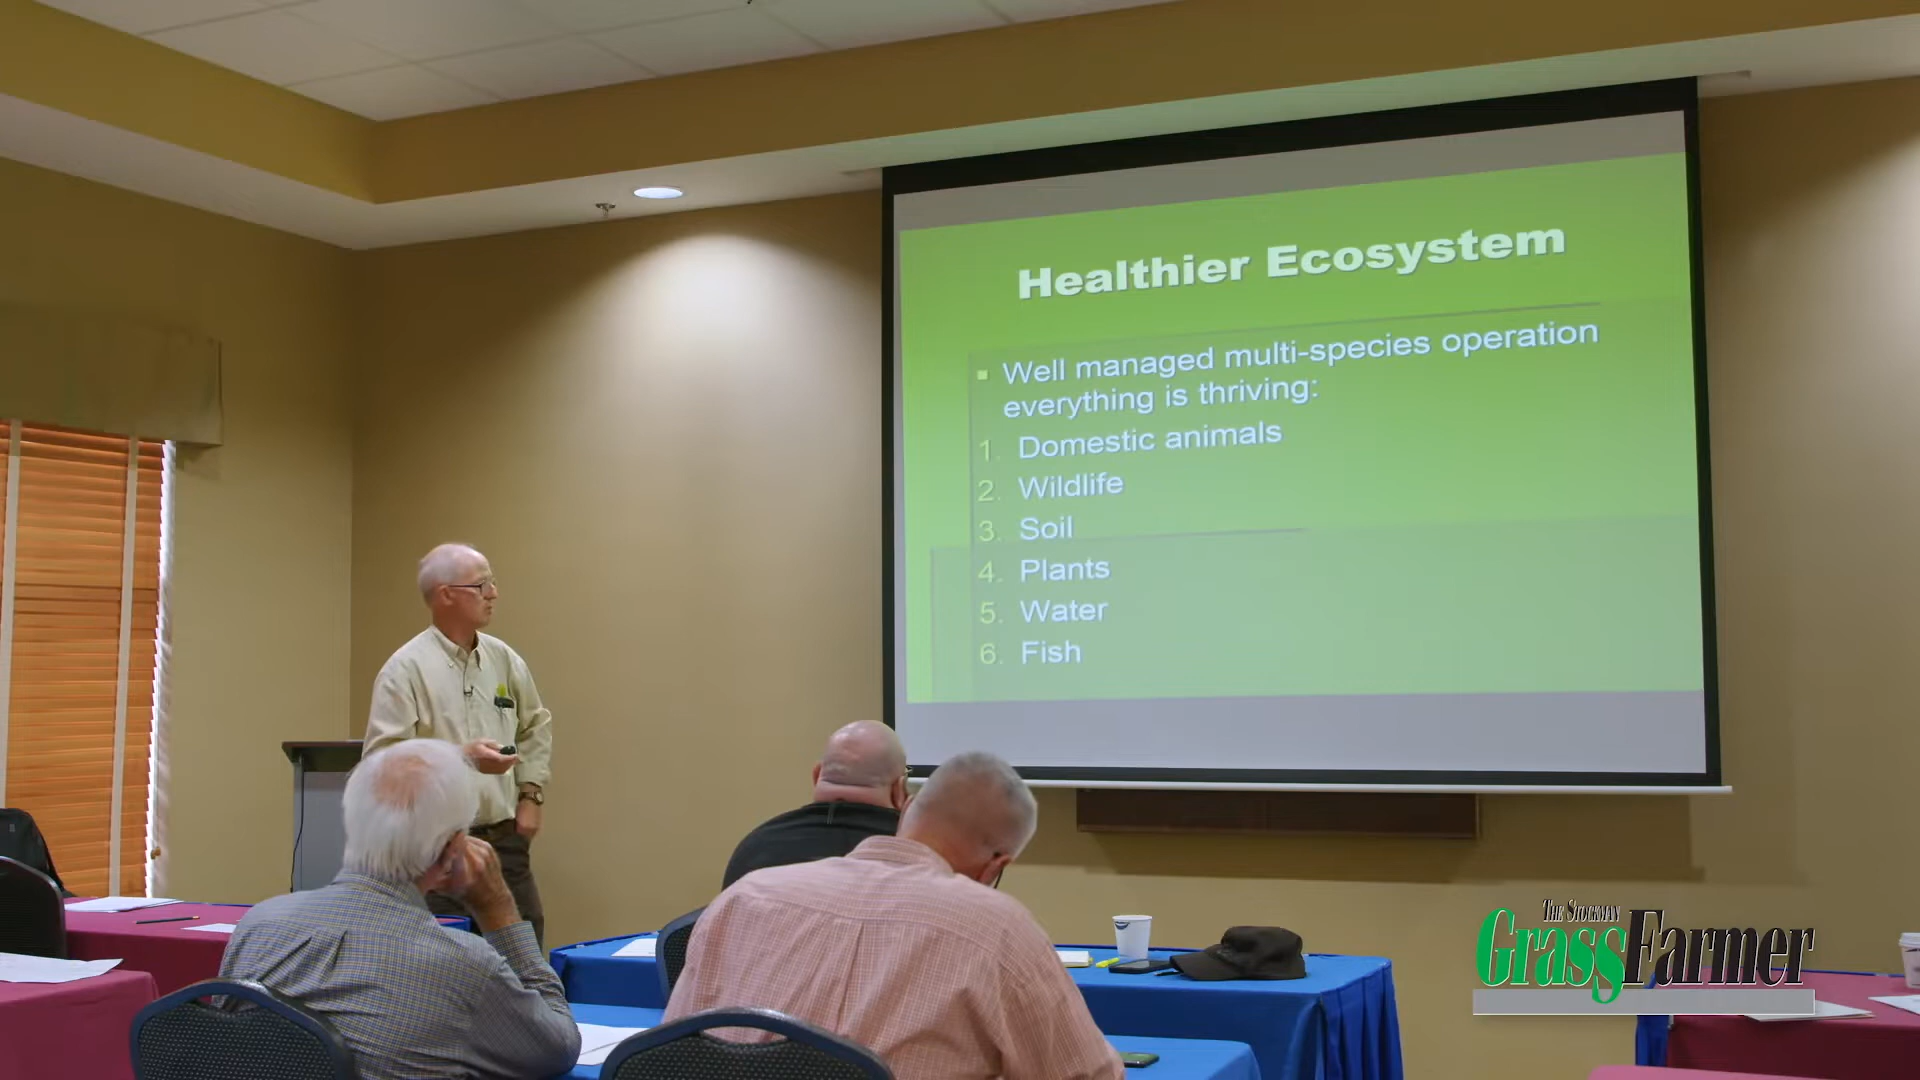 Healthier Ecosystem
Well managed multi-species operation
everything is thriving:
1. Domestic animals
2. Wildlife
3. Soil
4. Plants
5. Water
6. Fish
THE STOCKMAN
GrassFarmer